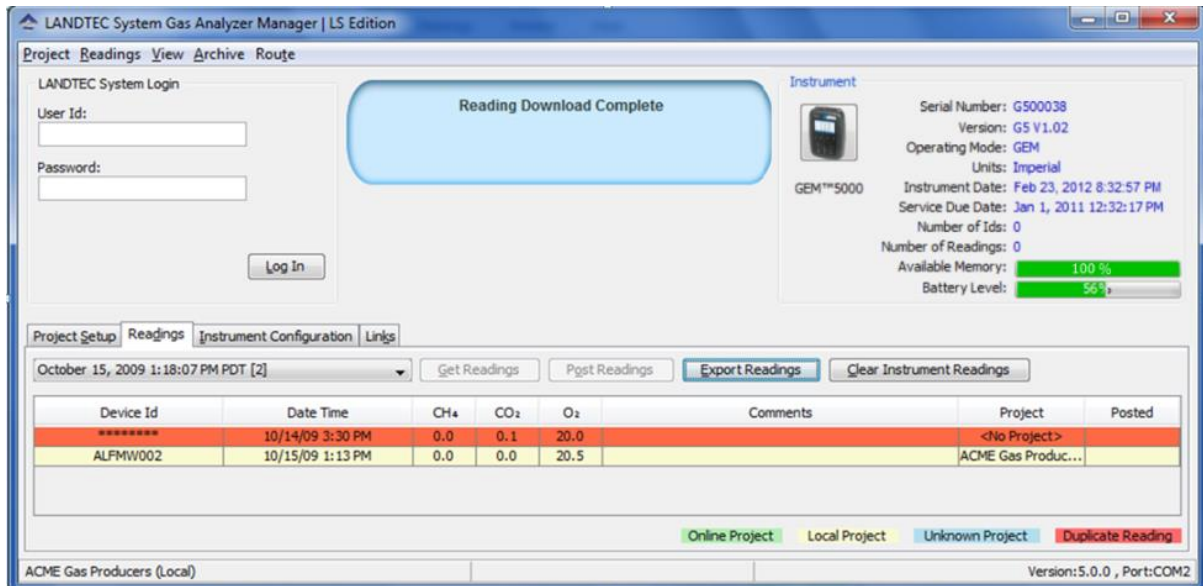 LANDTEC System Gas Analyzer Manager | LS Edition
Project Readings View Archive Route
LANDTEC System Login
User Id:
Password:
Log In
Reading Download Complete
Instrument
GEM™5000
Serial Number: G500038
Version: G5 V1.02
Operating Mode: GEM
Units: Imperial
Instrument Date: Feb 23, 2012 8:32:57 PM
Service Due Date: Jan 1, 2011 12:32:17 PM
Number of Ids: 0
Number of Readings: 0
Available Memory: 100 %
Battery Level: 56%
Project Setup Readings Instrument Configuration Links
October 15, 2009 1:18:07 PM PDT [2] Get Readings Post Readings Export Readings Clear Instrument Readings
Device Id Date Time CH₄ CO₂ O₂ Comments Project Posted
******** 10/14/09 3:30 PM 0.0 0.1 20.0 <No Project>
ALFMW002 10/15/09 1:13 PM 0.0 0.0 20.5 ACME Gas Produc...
Online Project Local Project Unknown Project Duplicate Reading
ACME Gas Producers (Local) Version:5.0.0 , Port:COM2